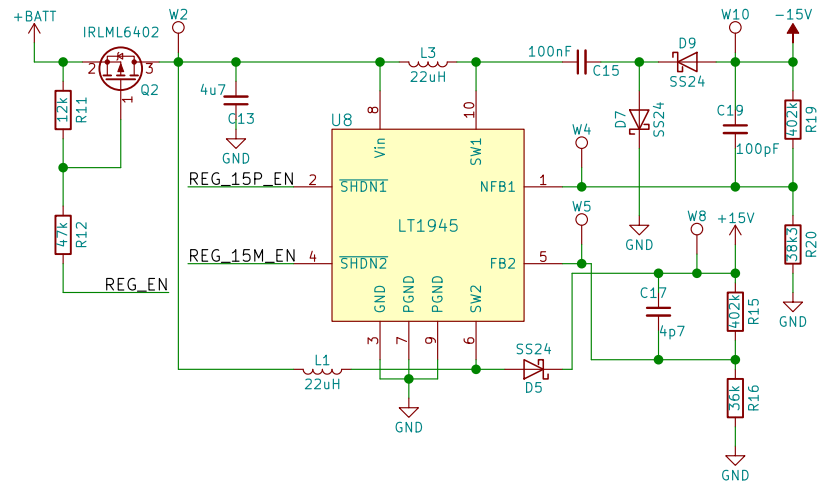 +BATT
W2
W10
-15V
IRLML6402
L3
100nF
D9
2
3
Q2
1
22uH
C15
SS24
4u7
C13
12k
R11
8
10
D7
SS24
C19
402k
R19
GND
U8
Vin
SW1
W4
100pF
REG_15P_EN
2
SHDN1
NFB1
1
LT1945
W5
W8
+15V
47k
R12
GND
38k3
R20
REG_15M_EN
4
SHDN2
FB2
5
REG_EN
GND
PGND
PGND
SW2
C17
4p7
402k
R15
GND
3
7
9
6
L1
22uH
SS24
D5
36k
R16
GND
GND